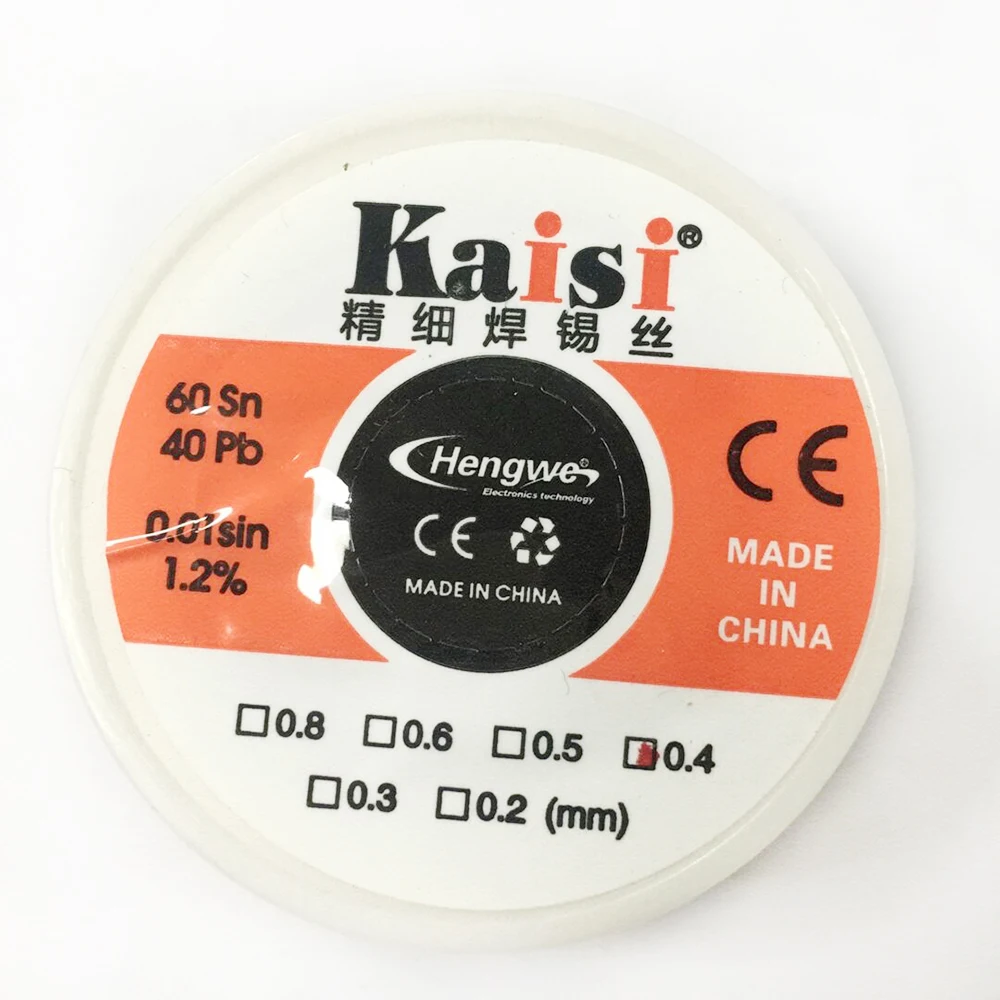 Kaisi®
精细焊锡丝
60 Sn
40 Pb
0.01sin
1.2%
Hengwei®
Electronics technology
CE
MADE IN CHINA
CE
MADE
IN
CHINA
☐0.8 ☐0.6 ☐0.5 ☐0.4
☐0.3 ☐0.2 (mm)